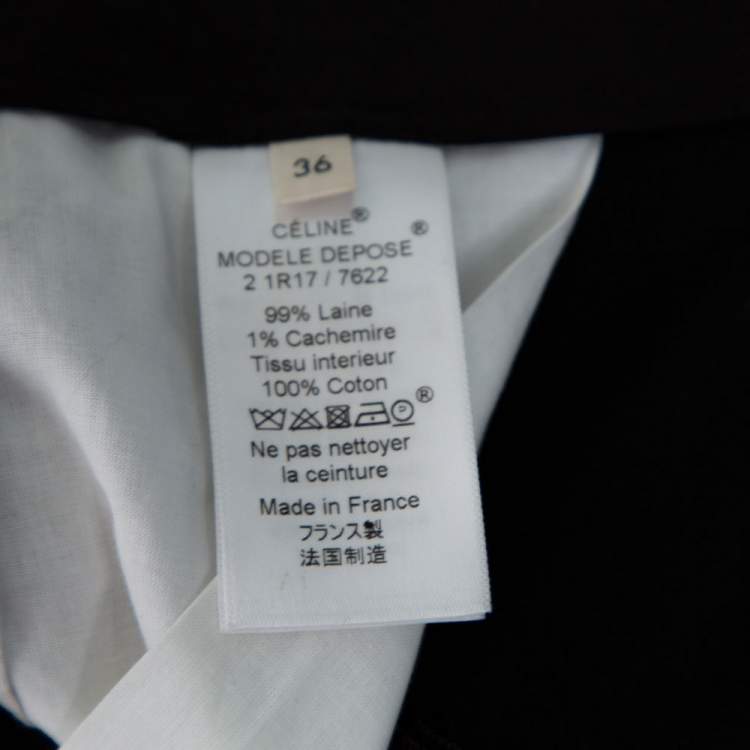 36
CÉLINE®
MODELE DEPOSE ®
2 1R17 / 7622
99% Laine
1% Cachemire
Tissu interieur
100% Coton
®
Ne pas nettoyer
la ceinture
Made in France
フランス製
法国制造